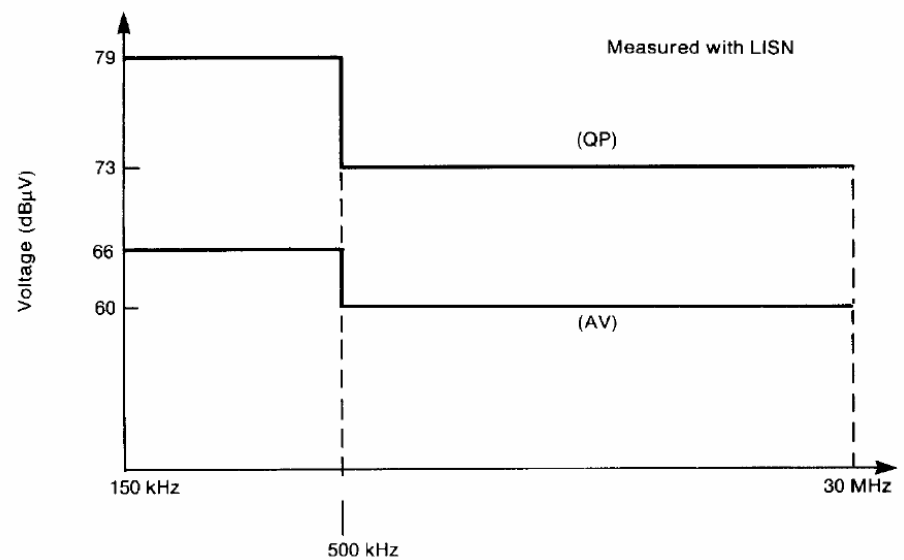 Measured with LISN
79
(QP)
73
Voltage (dBµV)
66
60
(AV)
150 kHz
30 MHz
500 kHz